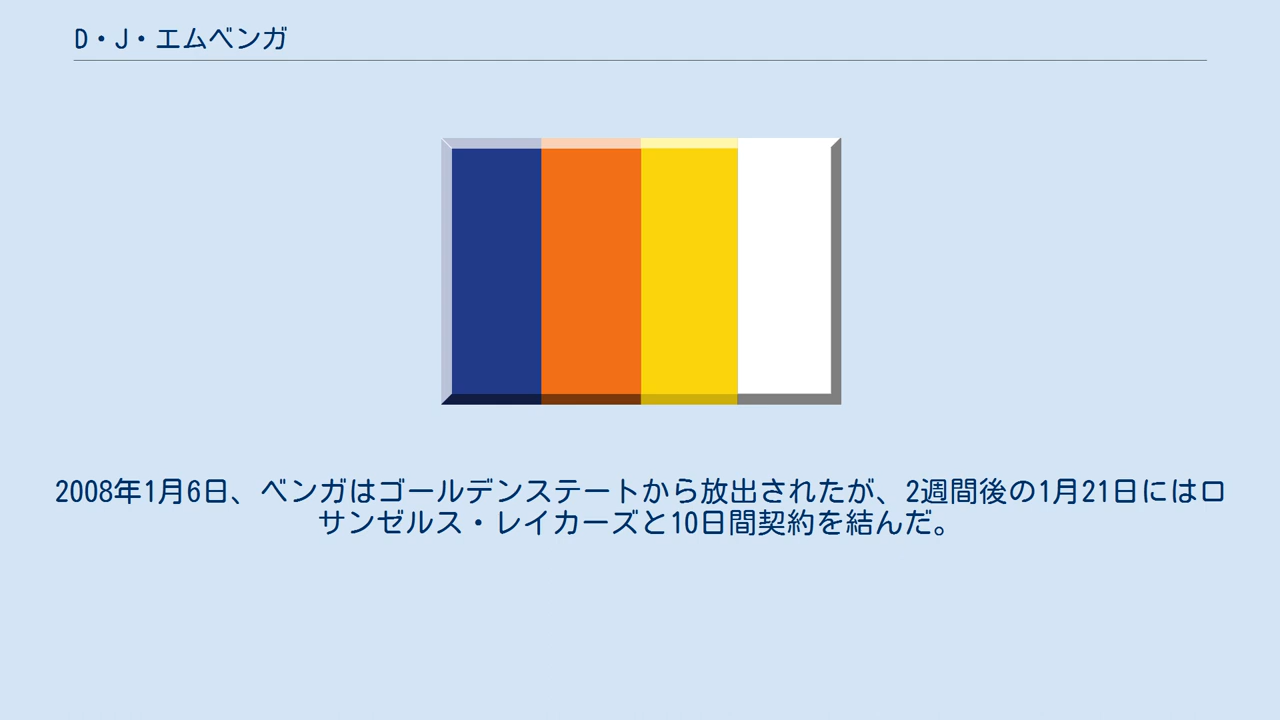 D・J・エムベンガ
2008年1月6日、ベンガはゴールデンステートから放出されたが、2週間後の1月21日にはロ
サンゼルス・レイカーズと10日間契約を結んだ。